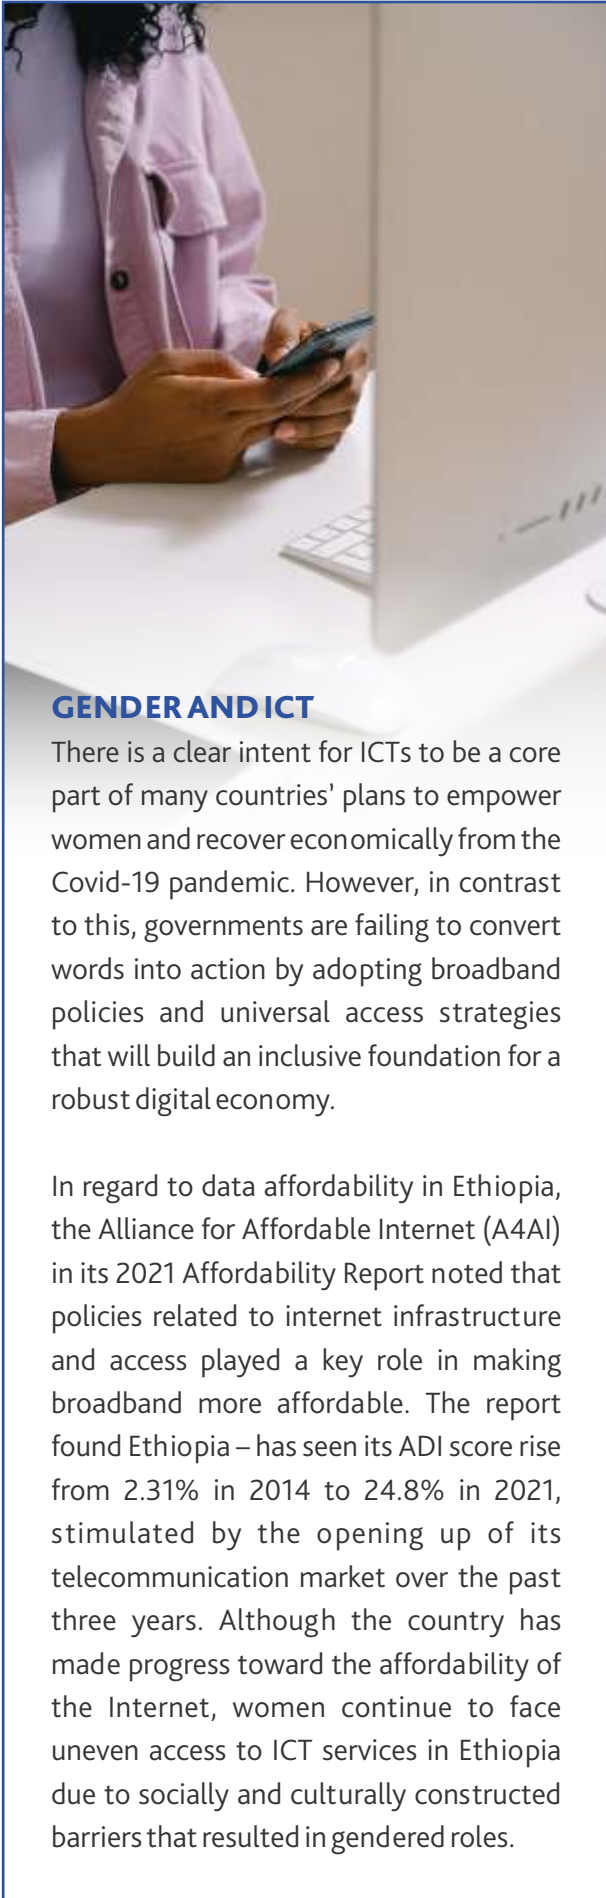 GENDER AND ICT
There is a clear intent for ICTs to be a core
part of many countries’ plans to empower
women and recover economically from the
Covid-19 pandemic. However, in contrast
to this, governments are failing to convert
words into action by adopting broadband
policies and universal access strategies
that will build an inclusive foundation for a
robust digital economy.
In regard to data affordability in Ethiopia,
the Alliance for Affordable Internet (A4AI)
in its 2021 Affordability Report noted that
policies related to internet infrastructure
and access played a key role in making
broadband more affordable. The report
found Ethiopia – has seen its ADI score rise
from 2.31% in 2014 to 24.8% in 2021,
stimulated by the opening up of its
telecommunication market over the past
three years. Although the country has
made progress toward the affordability of
the Internet, women continue to face
uneven access to ICT services in Ethiopia
due to socially and culturally constructed
barriers that resulted in gendered roles.